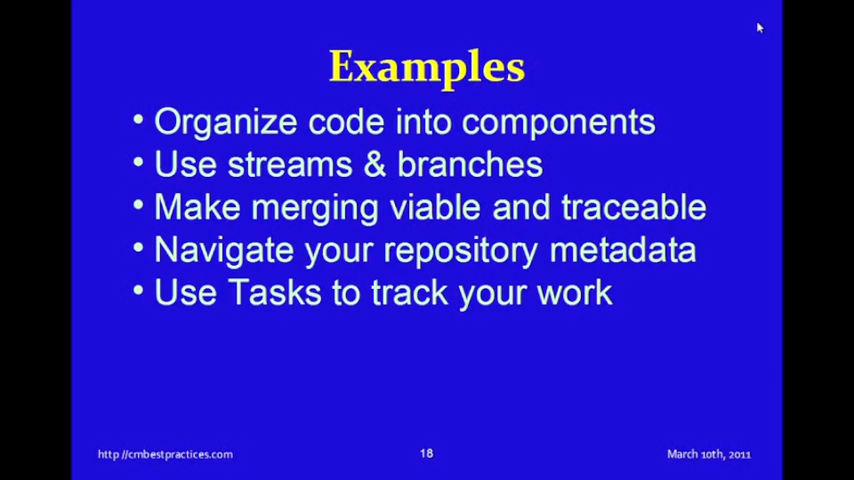 Examples
• Organize code into components
• Use streams & branches
• Make merging viable and traceable
• Navigate your repository metadata
• Use Tasks to track your work
http://cmbestpractices.com
18
March 10th, 2011